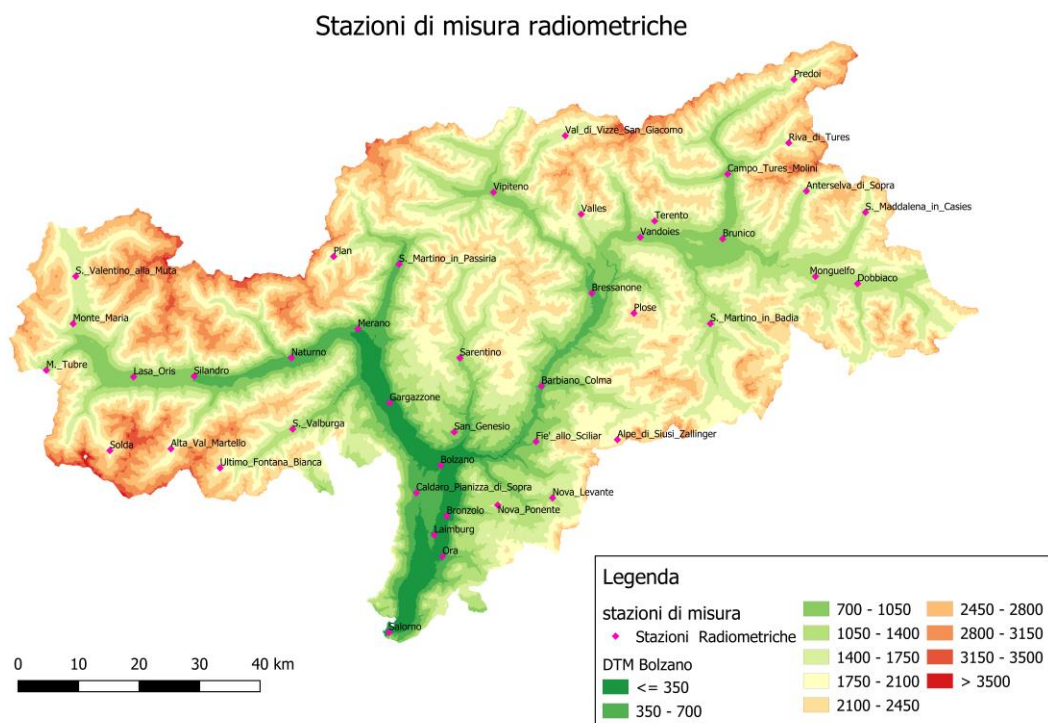 Stazioni di misura radiometriche
Predoi
Val_di_Vizze_San_Giacomo
Riva_di_Tures
Campo_Tures_Molini
Vipiteno
Anterselva_di_Sopra
Valles
Terento
S._Maddalena_in_Casies
Vandoies
Brunico
Plan
S._Martino_in_Passiria
S._Valentino_alla_Muta
Monguelfo
Dobbiaco
Bressanone
Plose
Monte_Maria
Merano
S._Martino_in_Badia
Naturno
Sarentino
M._Tubre
Lasa_Oris
Silandro
Barbiano_Colma
Gargazzone
S._Valburga
San_Genesio
Fie'_allo_Sciliar
Alpe_di_Siusi_Zallinger
Solda
Alta_Val_Martello
Ultimo_Fontana_Bianca
Bolzano
Caldaro_Pianizza_di_Sopra
Nova_Levante
Nova_Ponente
Bronzolo
Laimburg
Ora
Salorno
0 10 20 30 40 km
Legenda
stazioni di misura
Stazioni Radiometriche
DTM Bolzano
<= 350
350 - 700
700 - 1050
1050 - 1400
1400 - 1750
1750 - 2100
2100 - 2450
2450 - 2800
2800 - 3150
3150 - 3500
> 3500